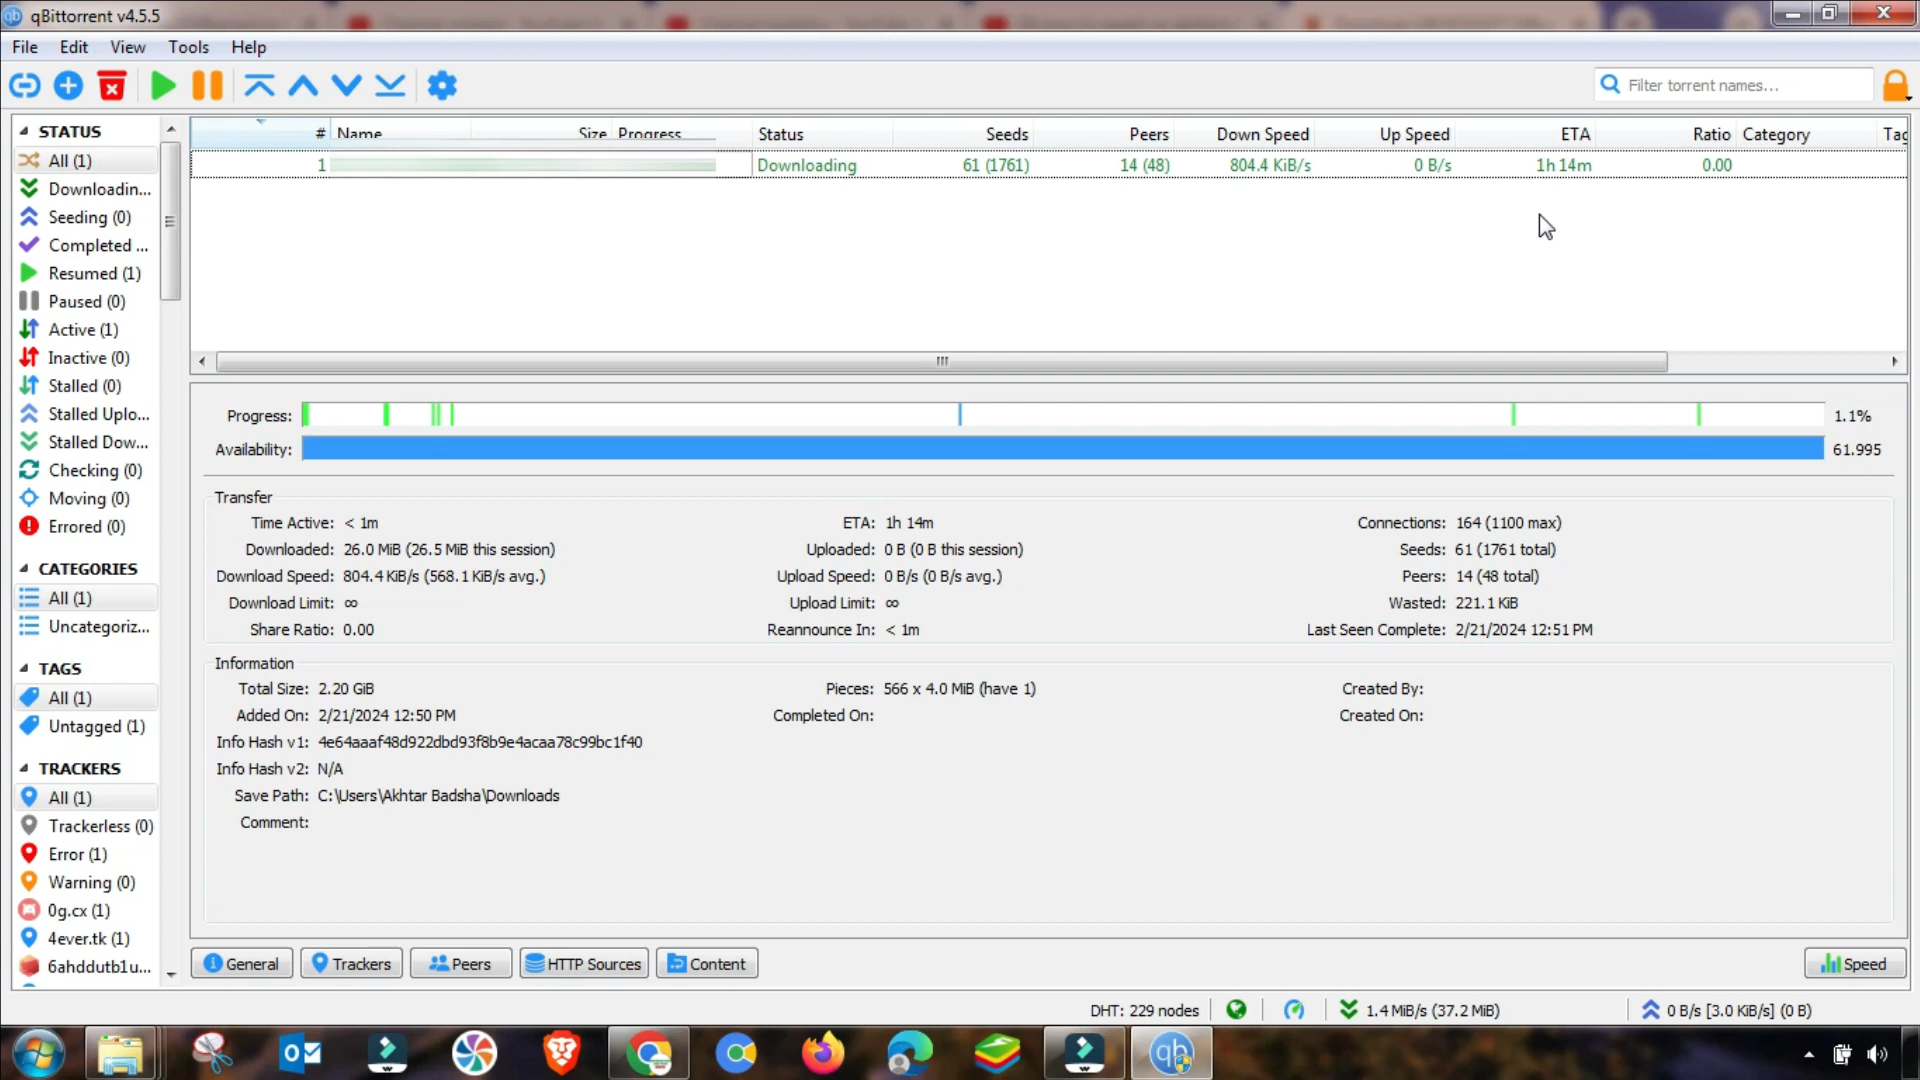 qBittorrent v4.5.5
File Edit View Tools Help
Filter torrent names...
STATUS
All (1)
Downloadin...
Seeding (0)
Completed ...
Resumed (1)
Paused (0)
Active (1)
Inactive (0)
Stalled (0)
Stalled Uplo...
Stalled Dow...
Checking (0)
Moving (0)
Errored (0)
CATEGORIES
All (1)
Uncategoriz...
TAGS
All (1)
Untagged (1)
TRACKERS
All (1)
Trackerless (0)
Error (1)
Warning (0)
0g.cx (1)
4ever.tk (1)
6ahddutb1u...
# Name Size Progress Status Seeds Peers Down Speed Up Speed ETA Ratio Category Tag
1 Downloading 61 (1761) 14 (48) 804.4 KiB/s 0 B/s 1h 14m 0.00
Progress: 1.1%
Availability: 61.995
Transfer
Time Active: < 1m ETA: 1h 14m Connections: 164 (1100 max)
Downloaded: 26.0 MiB (26.5 MiB this session) Uploaded: 0 B (0 B this session) Seeds: 61 (1761 total)
Download Speed: 804.4 KiB/s (568.1 KiB/s avg.) Upload Speed: 0 B/s (0 B/s avg.) Peers: 14 (48 total)
Download Limit: ∞ Upload Limit: ∞ Wasted: 221.1 KiB
Share Ratio: 0.00 Reannounce In: < 1m Last Seen Complete: 2/21/2024 12:51 PM
Information
Total Size: 2.20 GiB Pieces: 566 x 4.0 MiB (have 1) Created By:
Added On: 2/21/2024 12:50 PM Completed On: Created On:
Info Hash v1: 4e64aaaf48d922dbd93f8b9e4acaa78c99bc1f40
Info Hash v2: N/A
Save Path: C:\Users\Akhtar Badsha\Downloads
Comment:
General Trackers Peers HTTP Sources Content Speed
DHT: 229 nodes 1.4 MiB/s (37.2 MiB) 0 B/s [3.0 KiB/s] (0 B)